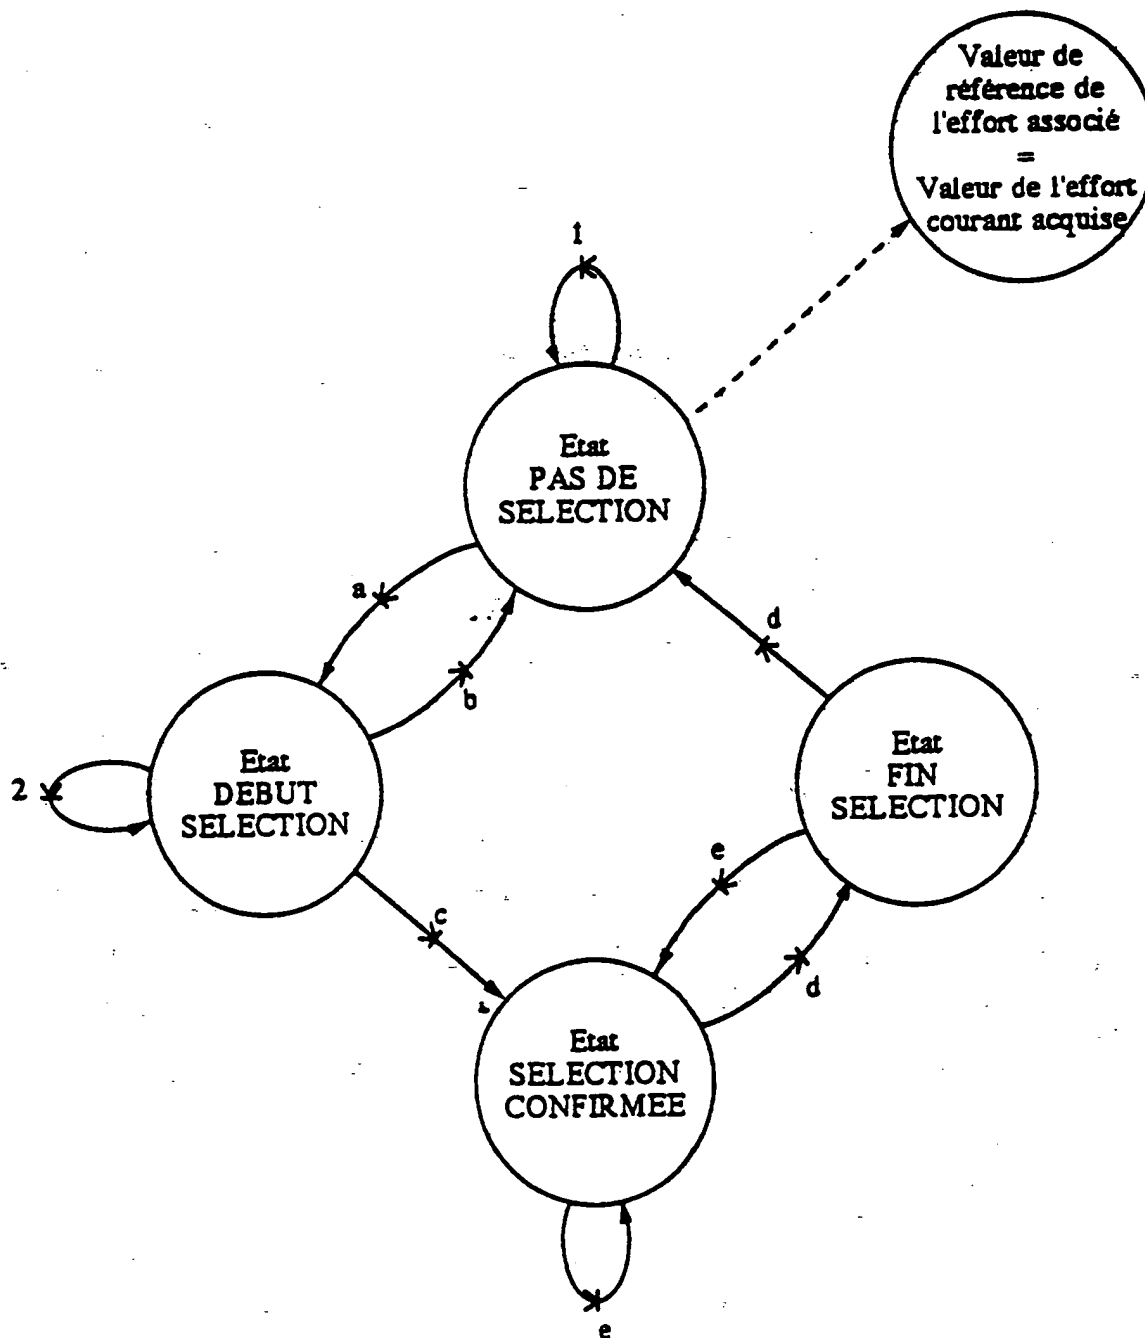 Valeur de
référence de
l'effort associé
=
Valeur de l'effort
courant acquise
1
Etat
PAS DE
SELECTION
a
b
d
Etat
DEBUT
SELECTION
2
Etat
FIN
SELECTION
c
e
d
Etat
SELECTION
CONFIRMEE
e